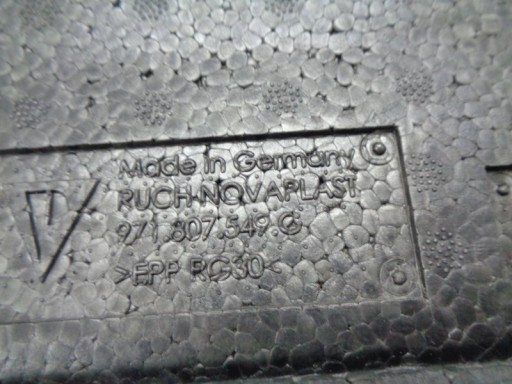 Made in Germany
RUCH NOVAPLAST
971.807.549.C
>EPP RG30<